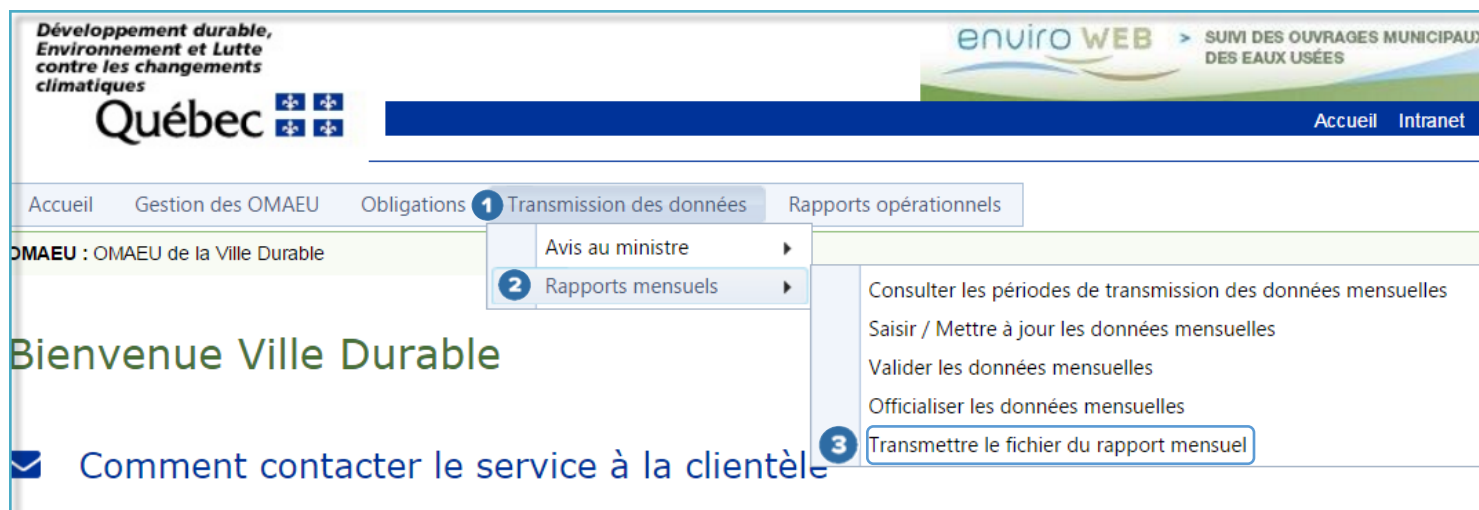 Développement durable,
Environnement et Lutte
contre les changements
climatiques
Québec
enviro WEB > SUIVI DES OUVRAGES MUNICIPAUX
DES EAUX USÉES
Accueil Intranet
Accueil Gestion des OMAEU Obligations 1 Transmission des données Rapports opérationnels
Avis au ministre
OMAEU : OMAEU de la Ville Durable
2 Rapports mensuels
Consulter les périodes de transmission des données mensuelles
Saisir / Mettre à jour les données mensuelles
Bienvenue Ville Durable
Valider les données mensuelles
Officialiser les données mensuelles
3 Transmettre le fichier du rapport mensuel
Comment contacter le service à la clientèle